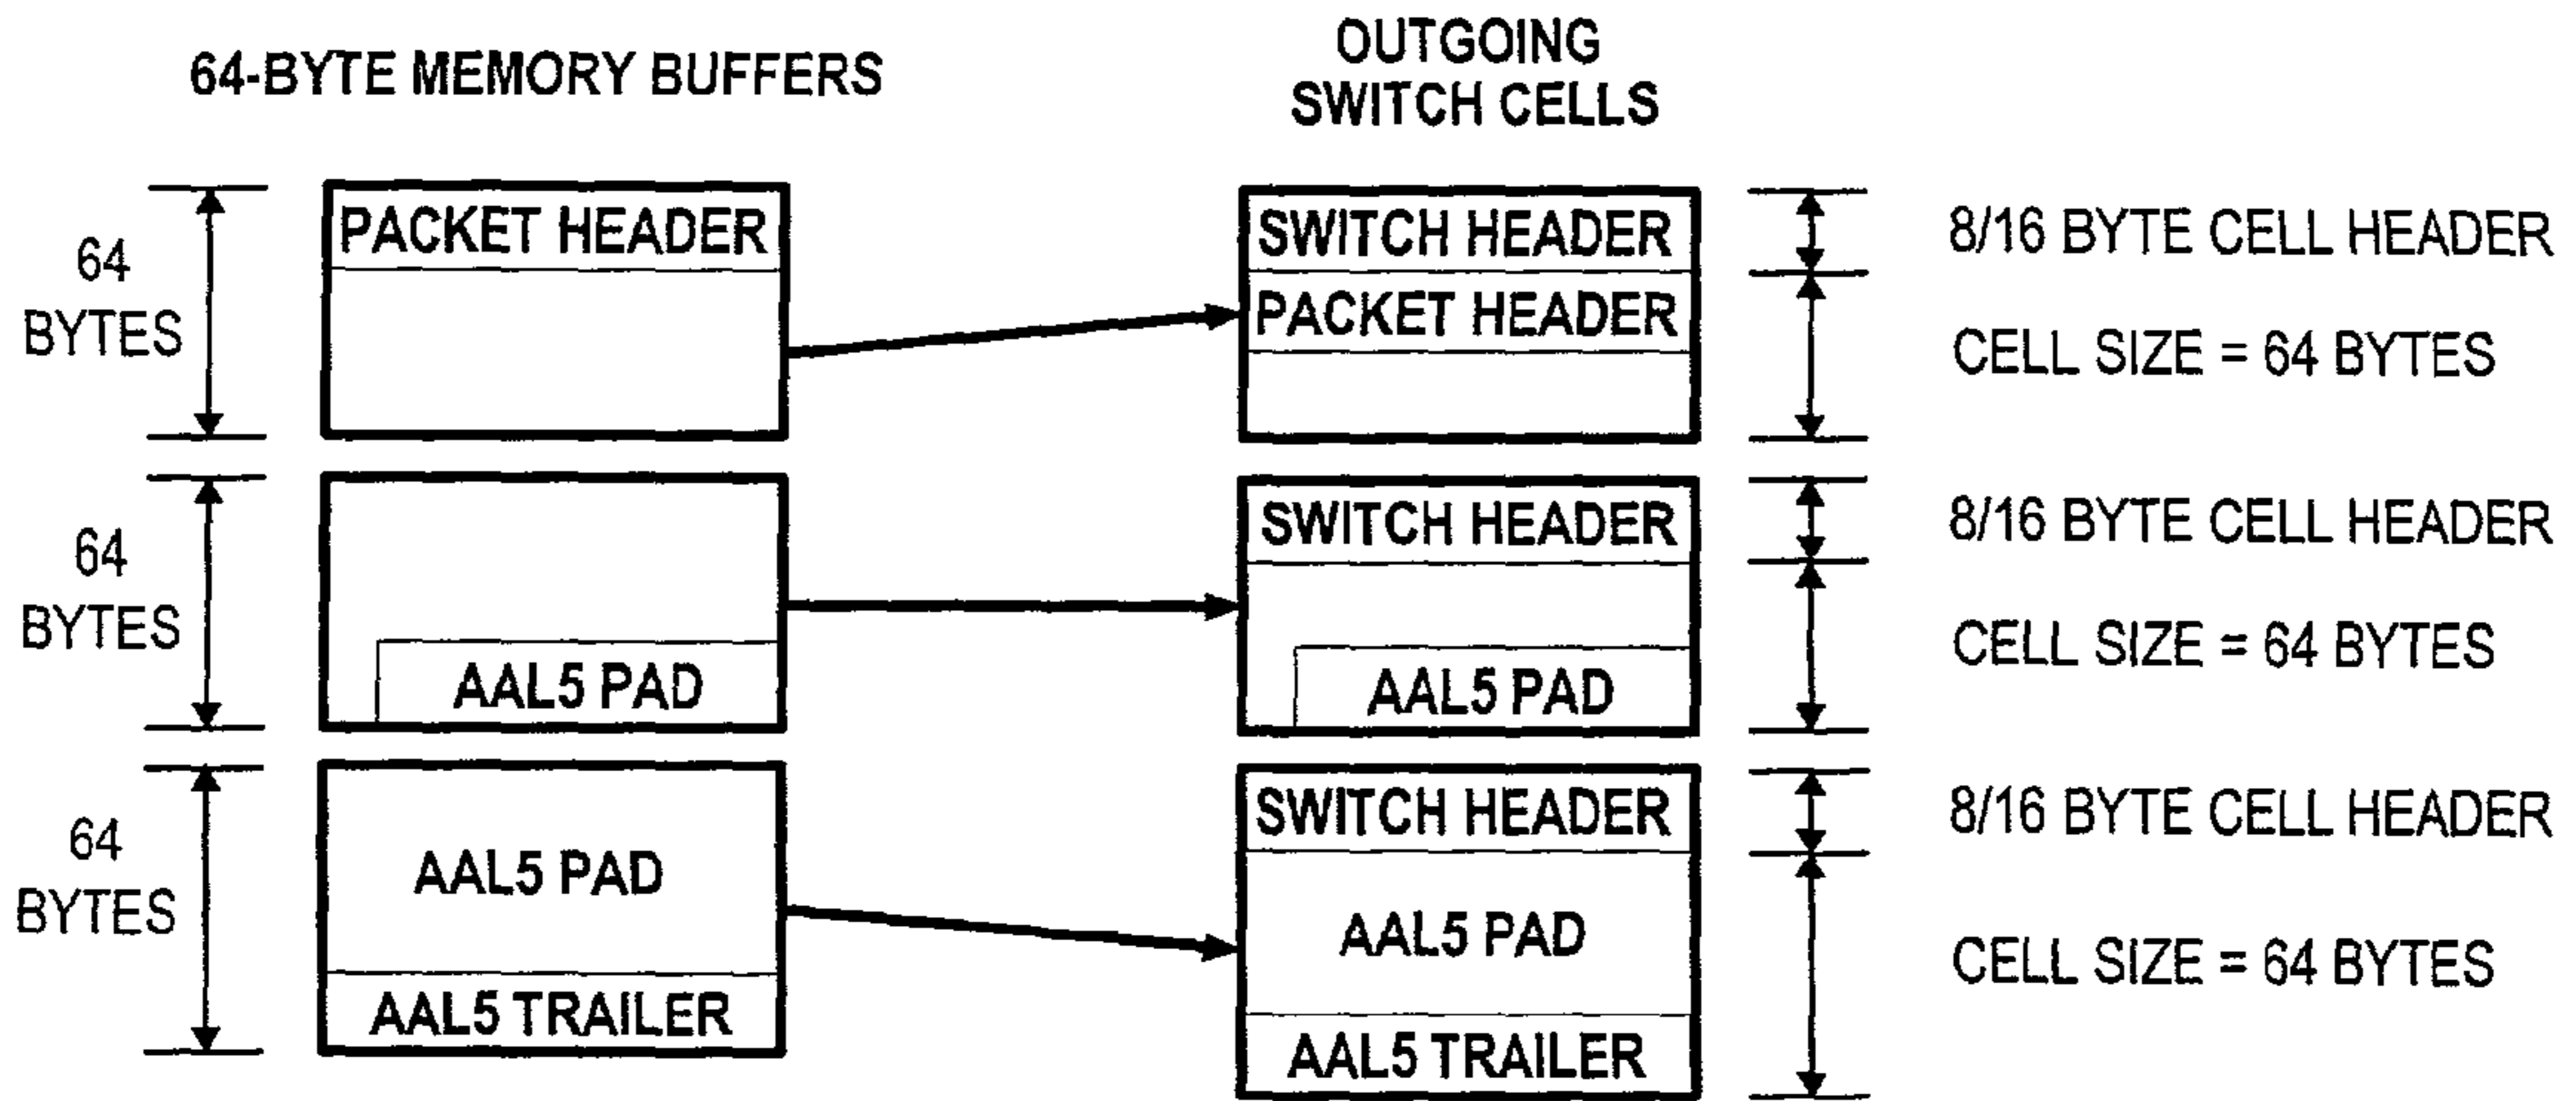 64-BYTE MEMORY BUFFERS
OUTGOING
SWITCH CELLS
64
BYTES
PACKET HEADER
SWITCH HEADER
PACKET HEADER
8/16 BYTE CELL HEADER
CELL SIZE = 64 BYTES
64
BYTES
AAL5 PAD
SWITCH HEADER
AAL5 PAD
8/16 BYTE CELL HEADER
CELL SIZE = 64 BYTES
64
BYTES
AAL5 PAD
AAL5 TRAILER
SWITCH HEADER
AAL5 PAD
AAL5 TRAILER
8/16 BYTE CELL HEADER
CELL SIZE = 64 BYTES